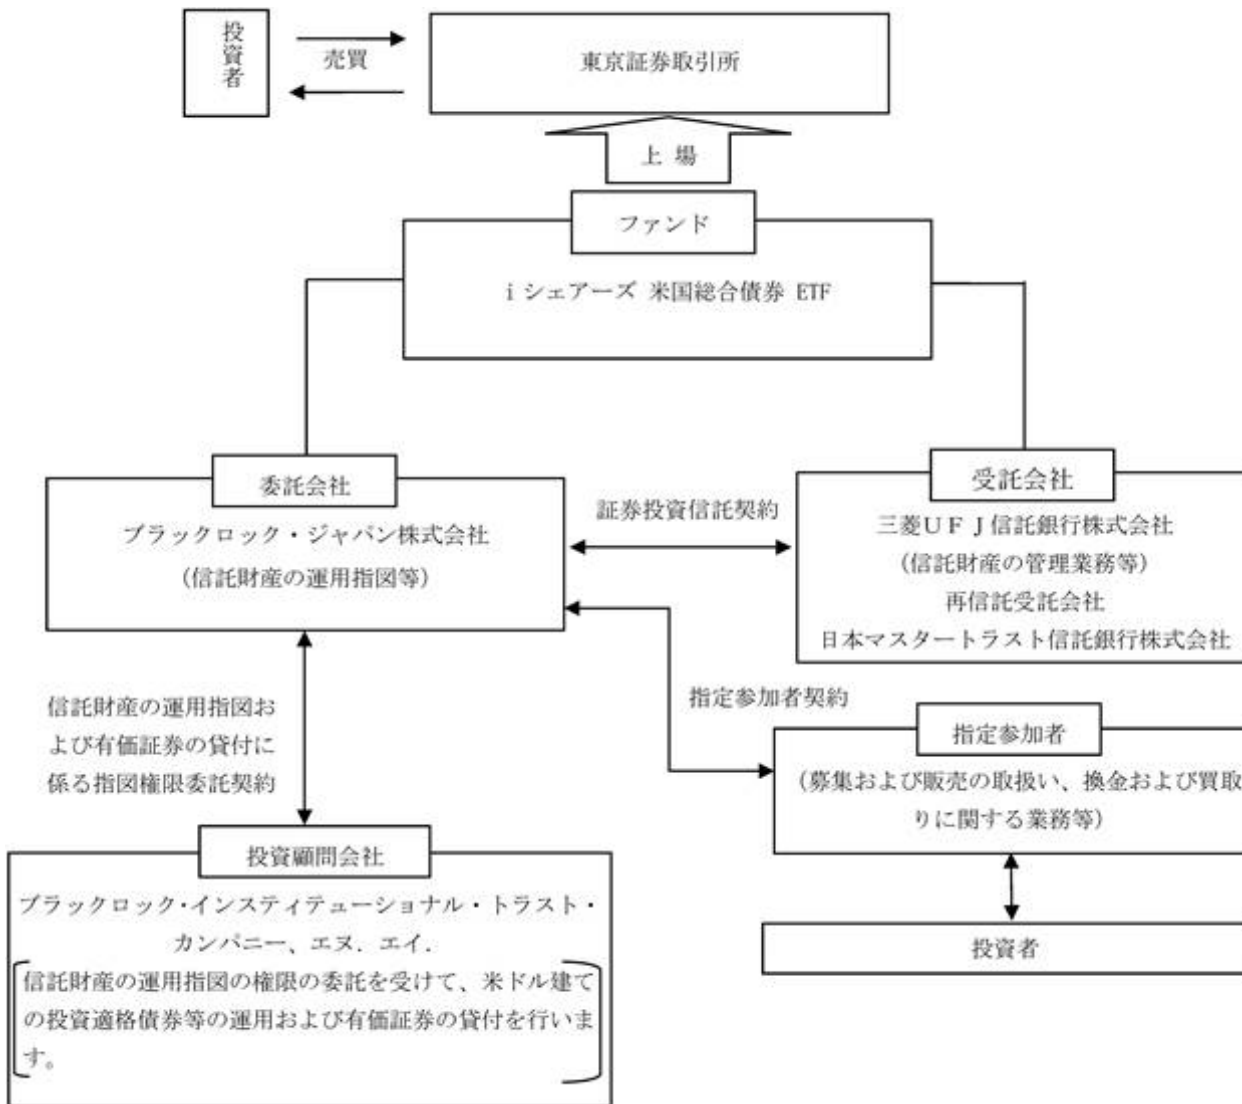 投資者
売買
東京証券取引所
上 場
ファンド
i シェアーズ 米国総合債券 ETF
委託会社
ブラックロック・ジャパン株式会社
(信託財産の運用指図等)
証券投資信託契約
受託会社
三菱UFJ信託銀行株式会社
(信託財産の管理業務等)
再信託受託会社
日本マスタートラスト信託銀行株式会社
信託財産の運用指図お
よび有価証券の貸付に
係る指図権限委託契約
指定参加者契約
指定参加者
(募集および販売の取扱い、換金および買取
りに関する業務等)
投資者
投資顧問会社
ブラックロック・インスティテューショナル・トラスト・
カンパニー、エヌ．エイ．
信託財産の運用指図の権限の委託を受けて、米ドル建て
の投資適格債券等の運用および有価証券の貸付を行いま
す。